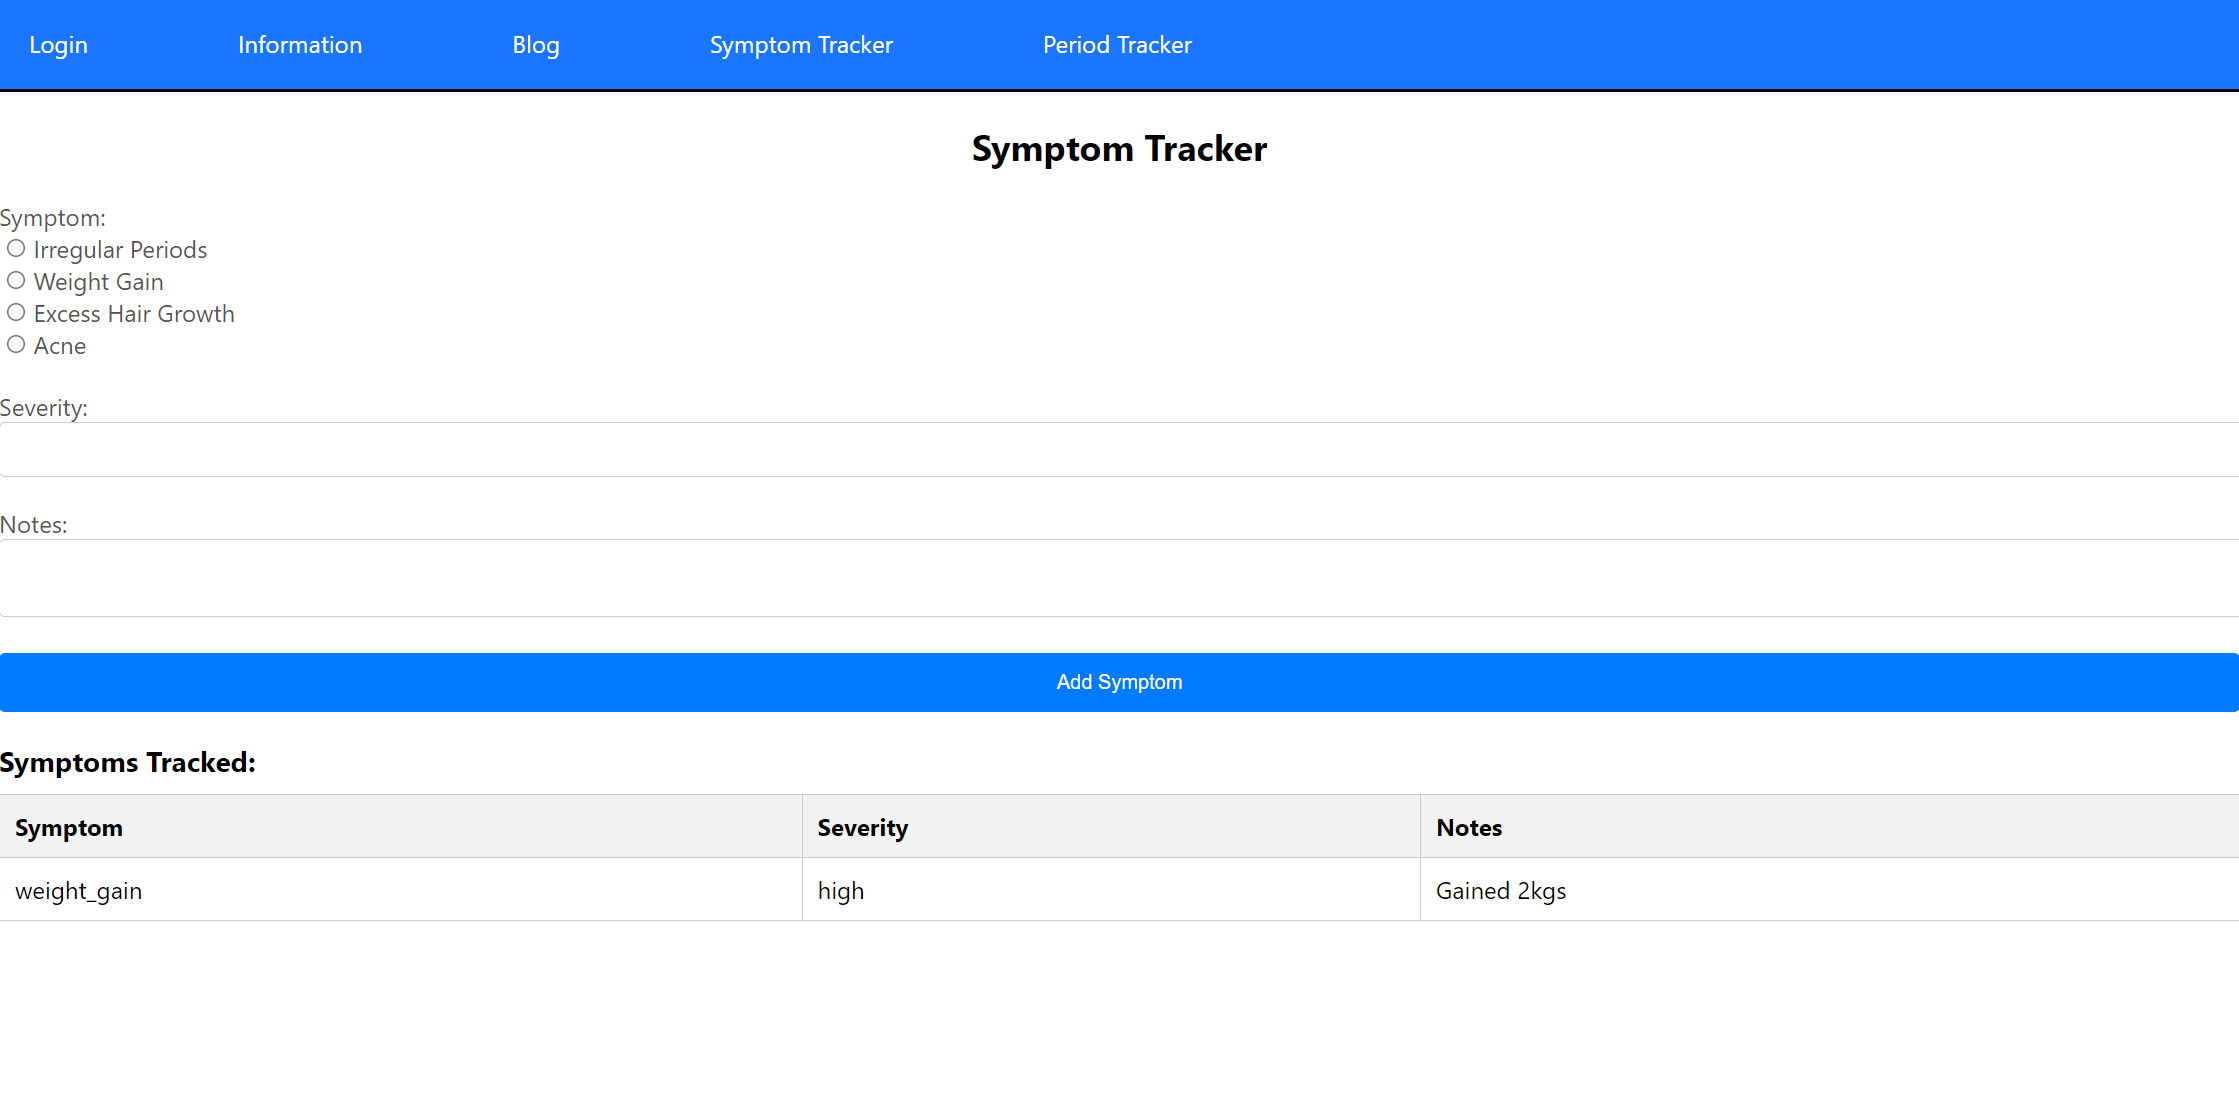 Login Information Blog Symptom Tracker Period Tracker
Symptom Tracker
Symptom:
Irregular Periods
Weight Gain
Excess Hair Growth
Acne
Severity:
Notes:
Add Symptom
Symptoms Tracked:
Symptom Severity Notes
weight_gain high Gained 2kgs